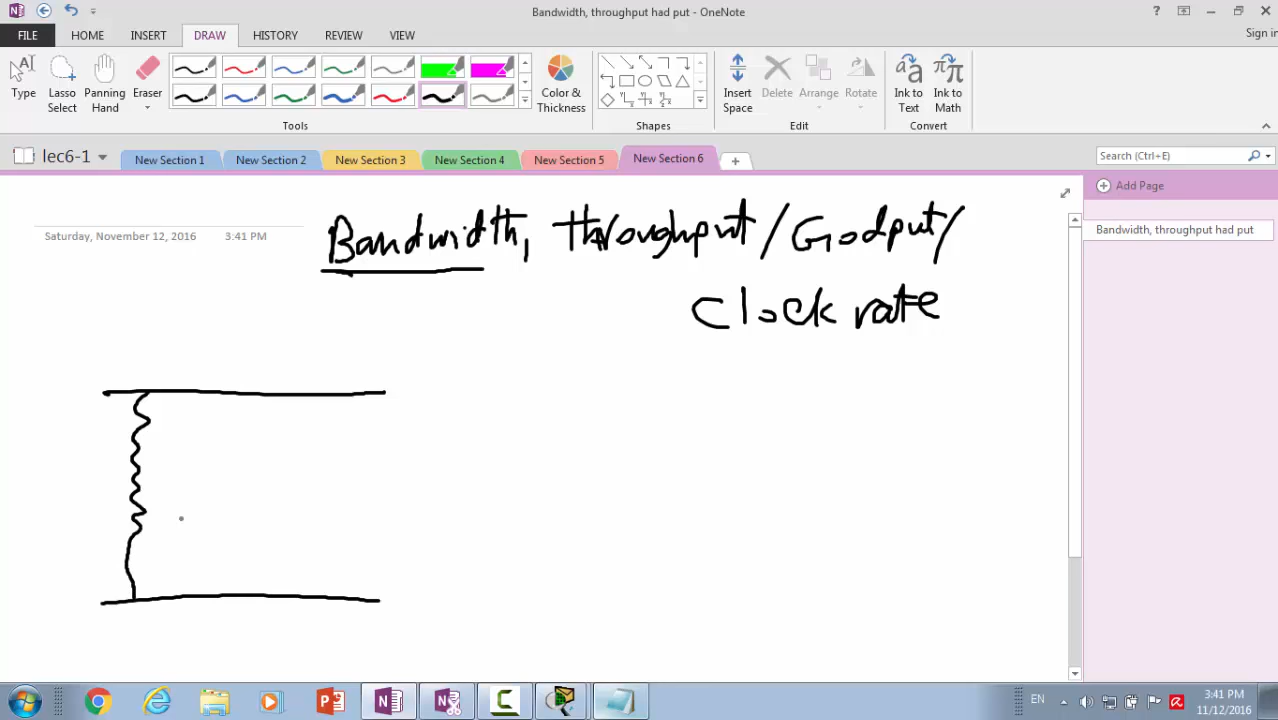 Bandwidth, throughput had put - OneNote
?
Sign in
FILE HOME INSERT DRAW HISTORY REVIEW VIEW
Type
Lasso Select
Panning Hand
Eraser
Color & Thickness
Insert Space
Delete
Arrange
Rotate
Ink to Text
Ink to Math
Tools
Shapes
Edit
Convert
lec6-1
New Section 1
New Section 2
New Section 3
New Section 4
New Section 5
New Section 6
Search (Ctrl+E)
Add Page
Bandwidth, throughput had put
Saturday, November 12, 2016 3:41 PM
Bandwidth, throughput/Godput/
Clock rate
EN
3:41 PM
11/12/2016